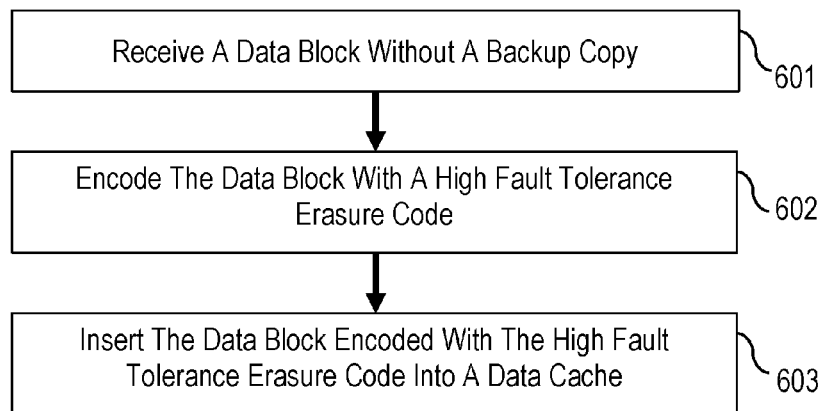 Receive A Data Block Without A Backup Copy
601
Encode The Data Block With A High Fault Tolerance
Erasure Code
602
Insert The Data Block Encoded With The High Fault
Tolerance Erasure Code Into A Data Cache
603